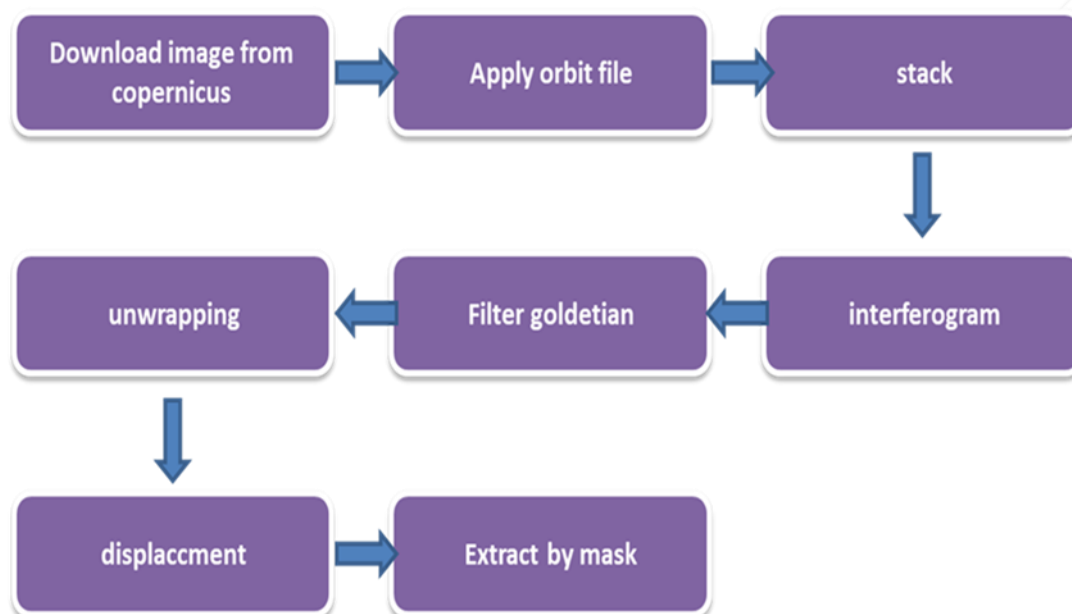 Download image from
copernicus
Apply orbit file
stack
interferogram
Filter goldetian
unwrapping
displaccment
Extract by mask